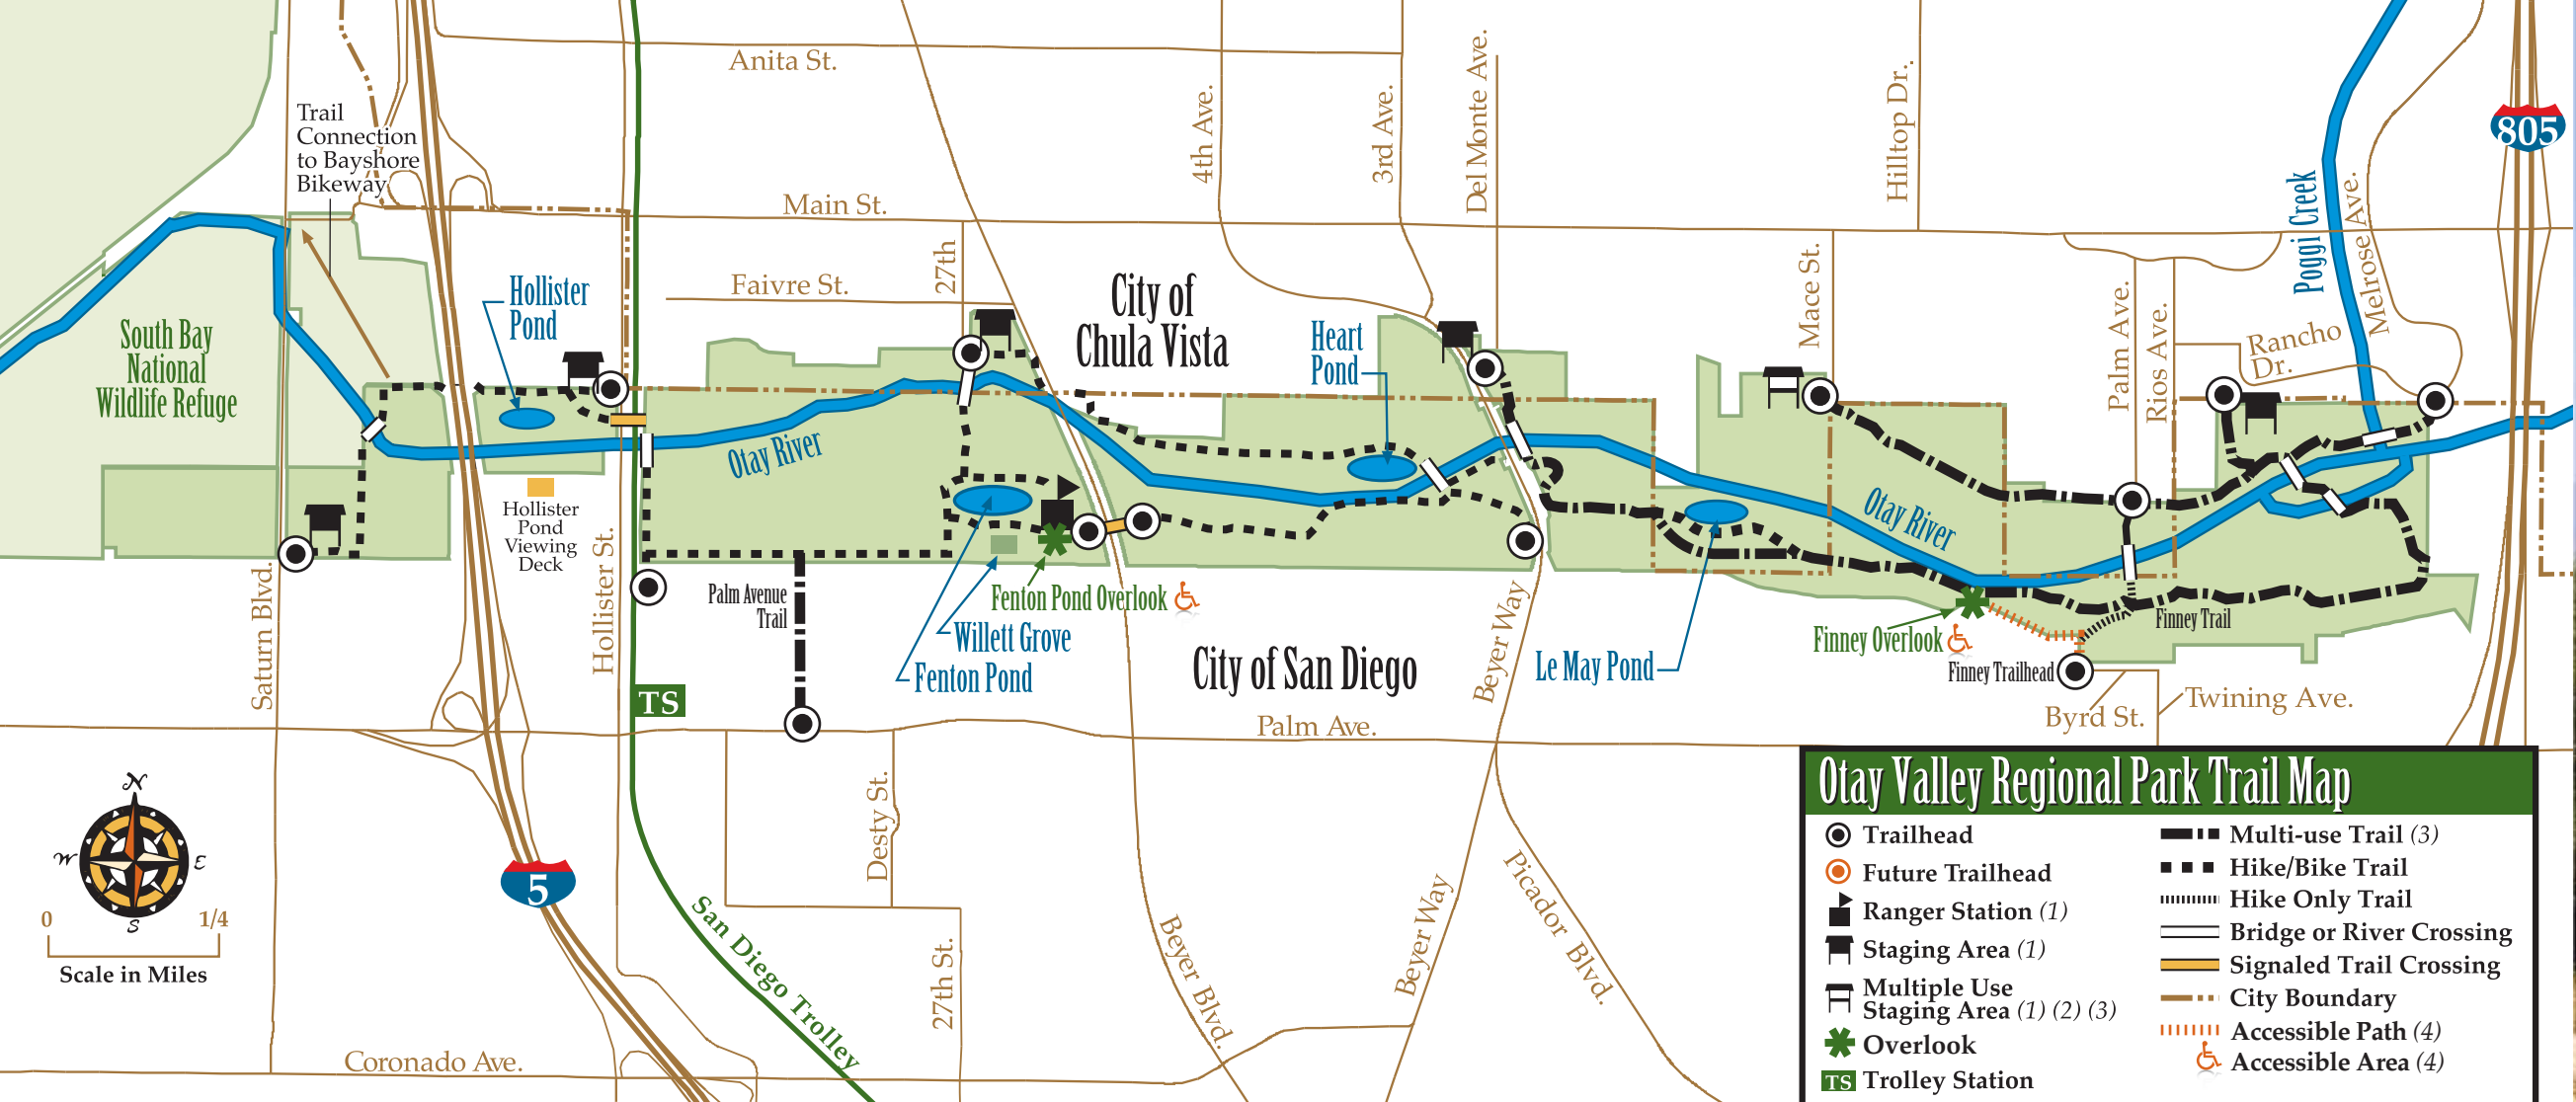 Anita St.
4th Ave.
3rd Ave.
Del Monte Ave.
Hilltop Dr.
805
Trail
Connection
to Bayshore
Bikeway
Main St.
Poggi Creek
Melrose Ave.
Faivre St.
27th
City of
Chula Vista
Mace St.
Palm Ave.
Rios Ave.
Rancho
Dr.
South Bay
National
Wildlife Refuge
Hollister
Pond
Heart
Pond
Otay River
Otay River
Hollister
Pond
Viewing
Deck
Saturn Blvd.
Hollister St.
Palm Avenue
Trail
Fenton Pond Overlook
Willett Grove
Fenton Pond
City of San Diego
Beyer Way
Le May Pond
Finney Overlook
Finney Trail
Finney Trailhead
Byrd St.
Twining Ave.
TS
Palm Ave.
N
W
E
S
0 1/4
Scale in Miles
5
Desty St.
San Diego Trolley
27th St.
Beyer Blvd.
Beyer Way
Picador Blvd.
Coronado Ave.
Otay Valley Regional Park Trail Map
Trailhead
Future Trailhead
Ranger Station (1)
Staging Area (1)
Multiple Use
Staging Area (1) (2) (3)
Overlook
TS Trolley Station
Multi-use Trail (3)
Hike/Bike Trail
Hike Only Trail
Bridge or River Crossing
Signaled Trail Crossing
City Boundary
Accessible Path (4)
Accessible Area (4)